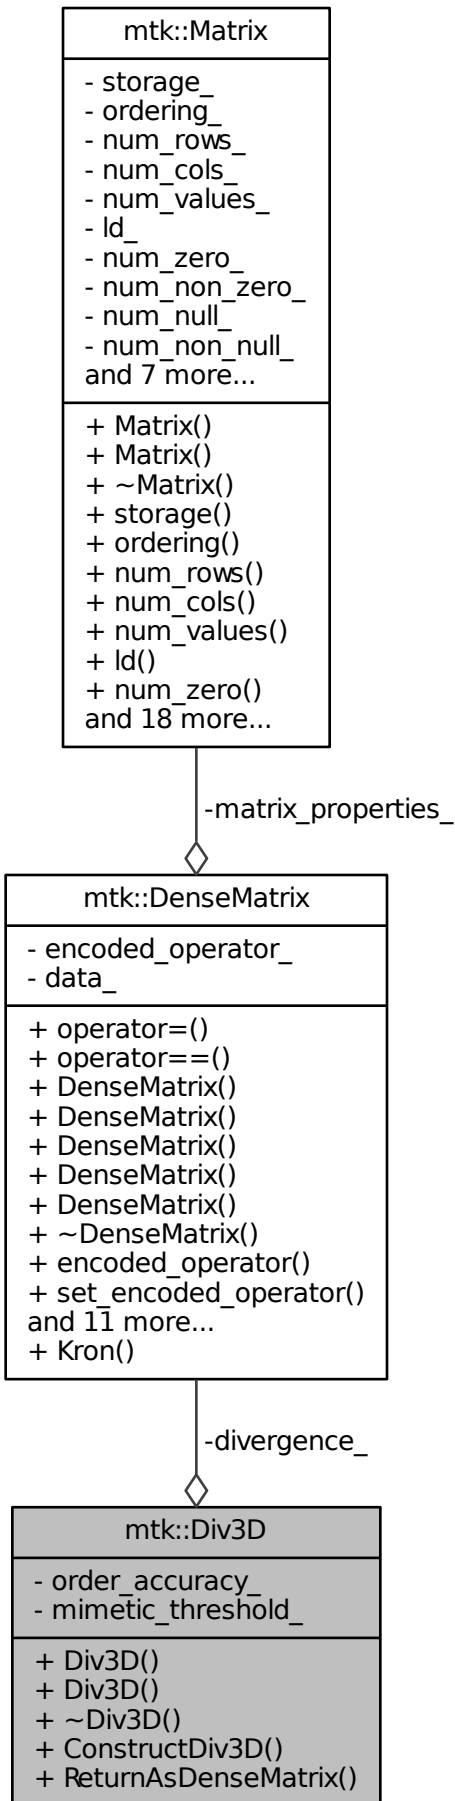 mtk::Matrix
- storage_
- ordering_
- num_rows_
- num_cols_
- num_values_
- ld_
- num_zero_
- num_non_zero_
- num_null_
- num_non_null_
and 7 more...
+ Matrix()
+ Matrix()
+ ~Matrix()
+ storage()
+ ordering()
+ num_rows()
+ num_cols()
+ num_values()
+ ld()
+ num_zero()
and 18 more...
-matrix_properties_
mtk::DenseMatrix
- encoded_operator_
- data_
+ operator=()
+ operator==()
+ DenseMatrix()
+ DenseMatrix()
+ DenseMatrix()
+ DenseMatrix()
+ DenseMatrix()
+ ~DenseMatrix()
+ encoded_operator()
+ set_encoded_operator()
and 11 more...
+ Kron()
-divergence_
mtk::Div3D
- order_accuracy_
- mimetic_threshold_
+ Div3D()
+ Div3D()
+ ~Div3D()
+ ConstructDiv3D()
+ ReturnAsDenseMatrix()